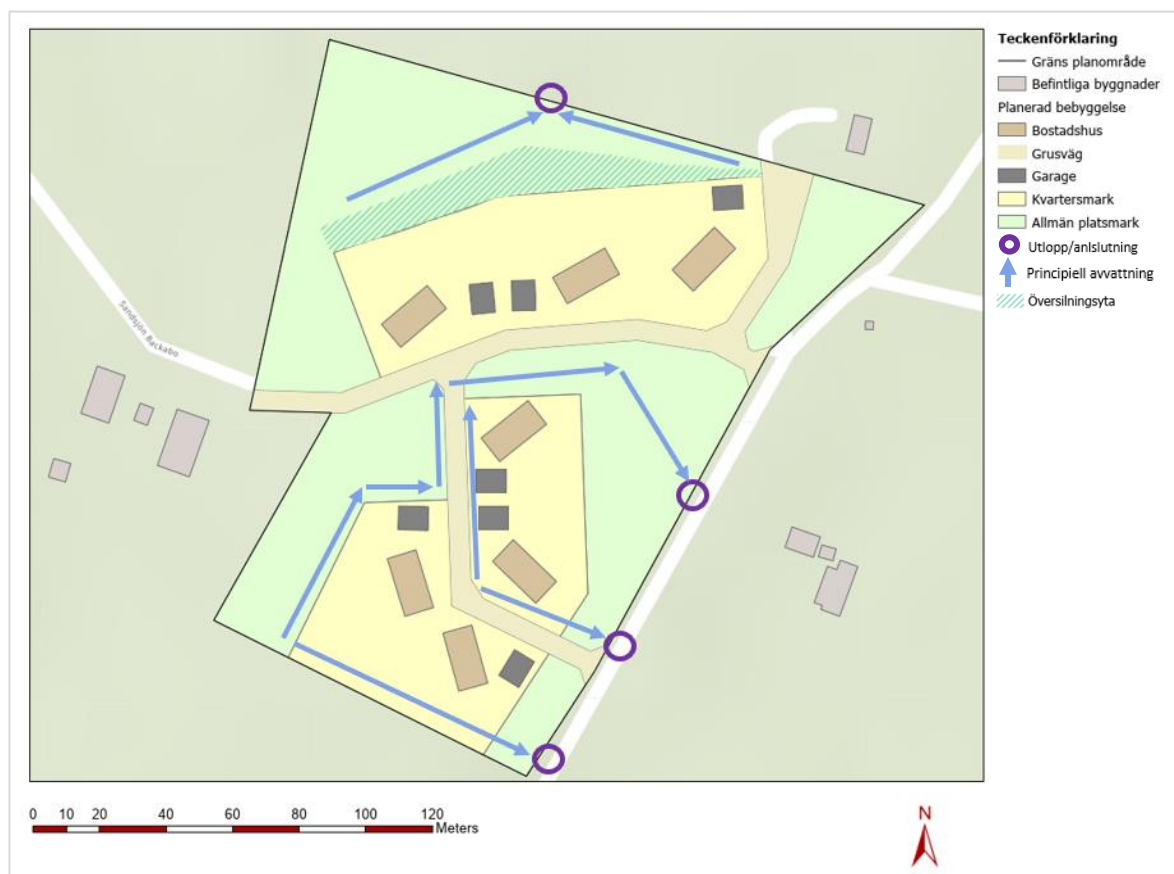 Teckenförklaring
Gräns planområde
Befintliga byggnader
Planerad bebyggelse
Bostadshus
Grusväg
Garage
Kvartersmark
Allmän platsmark
Utlopp/anlslutning
Principiell avvattning
Översilningsyta
Sandsjön Backabo
0 10 20 40 60 80 100 120
Meters
N